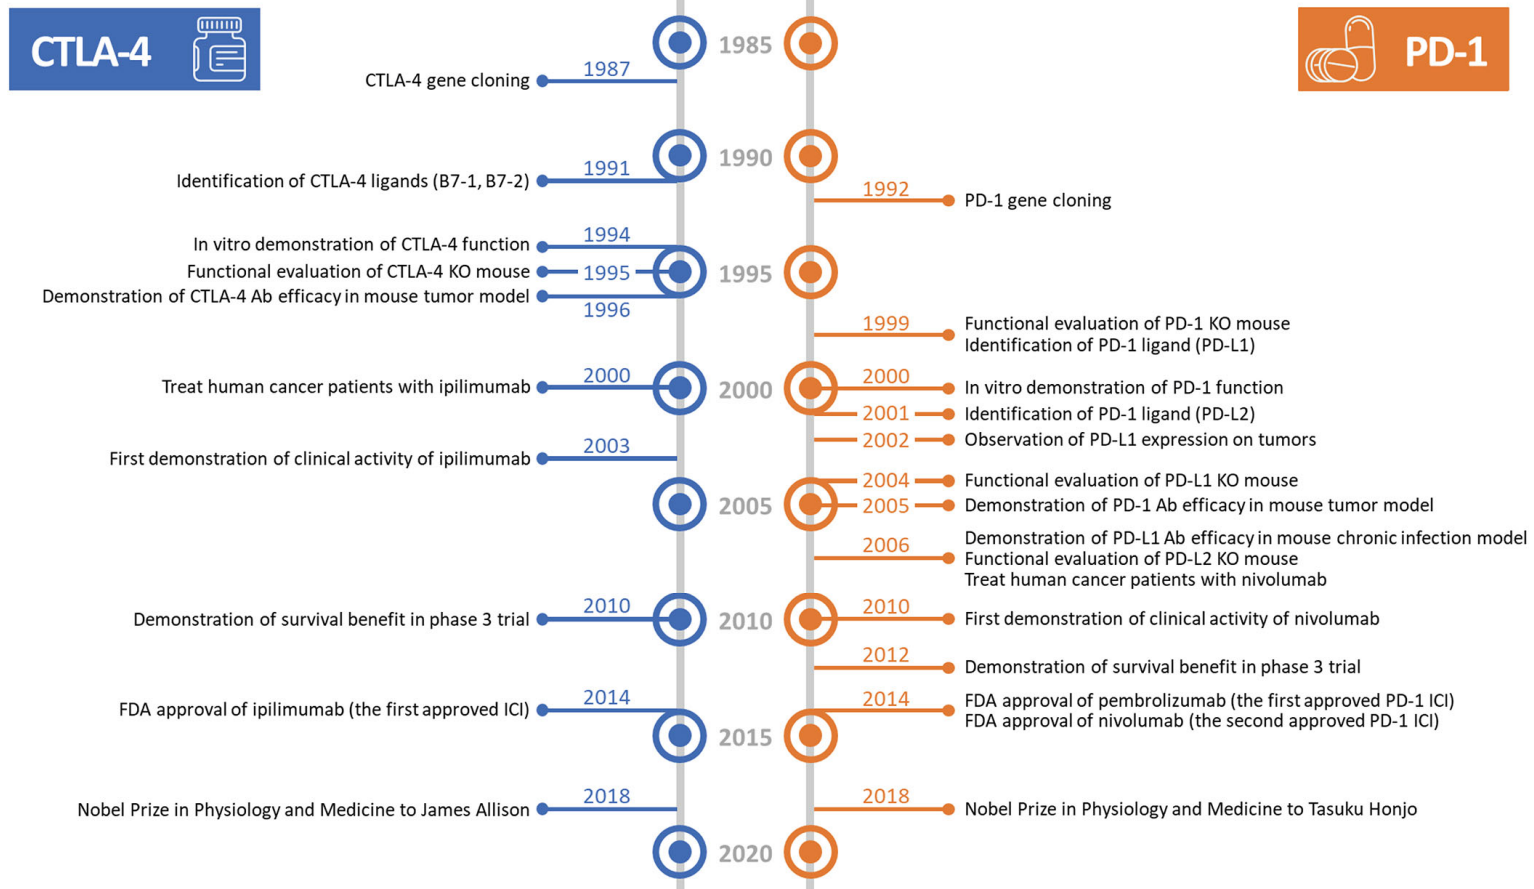 CTLA-4
PD-1
1985
1987
CTLA-4 gene cloning
1990
1991
Identification of CTLA-4 ligands (B7-1, B7-2)
1992
PD-1 gene cloning
1994
In vitro demonstration of CTLA-4 function
Functional evaluation of CTLA-4 KO mouse
1995
1995
Demonstration of CTLA-4 Ab efficacy in mouse tumor model
1996
1999
Functional evaluation of PD-1 KO mouse
Identification of PD-1 ligand (PD-L1)
Treat human cancer patients with ipilimumab
2000
2000
2000
In vitro demonstration of PD-1 function
2001
Identification of PD-1 ligand (PD-L2)
2002
Observation of PD-L1 expression on tumors
2003
First demonstration of clinical activity of ipilimumab
2004
Functional evaluation of PD-L1 KO mouse
2005
2005
Demonstration of PD-1 Ab efficacy in mouse tumor model
2006
Demonstration of PD-L1 Ab efficacy in mouse chronic infection model
Functional evaluation of PD-L2 KO mouse
Treat human cancer patients with nivolumab
Demonstration of survival benefit in phase 3 trial
2010
2010
2010
First demonstration of clinical activity of nivolumab
2012
Demonstration of survival benefit in phase 3 trial
2014
FDA approval of ipilimumab (the first approved ICI)
2014
FDA approval of pembrolizumab (the first approved PD-1 ICI)
FDA approval of nivolumab (the second approved PD-1 ICI)
2015
2018
Nobel Prize in Physiology and Medicine to James Allison
2018
Nobel Prize in Physiology and Medicine to Tasuku Honjo
2020